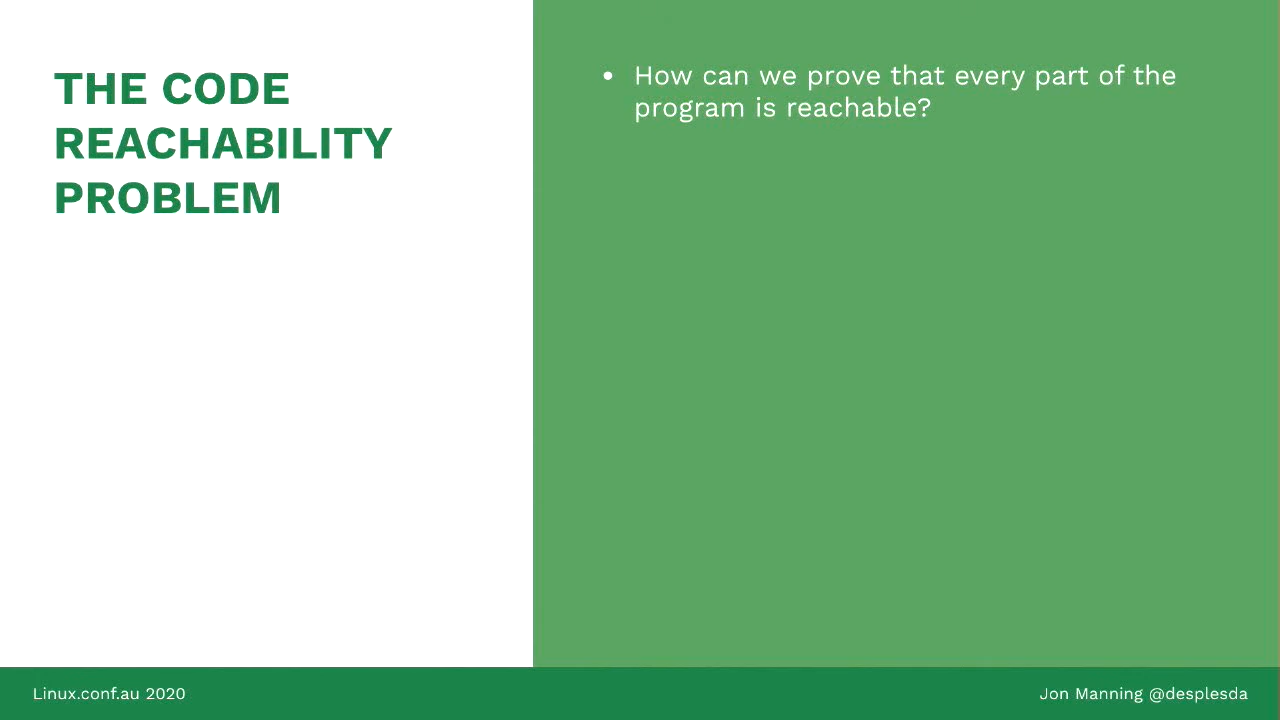 THE CODE
REACHABILITY
PROBLEM
• How can we prove that every part of the
program is reachable?
Linux.conf.au 2020
Jon Manning @desplesda